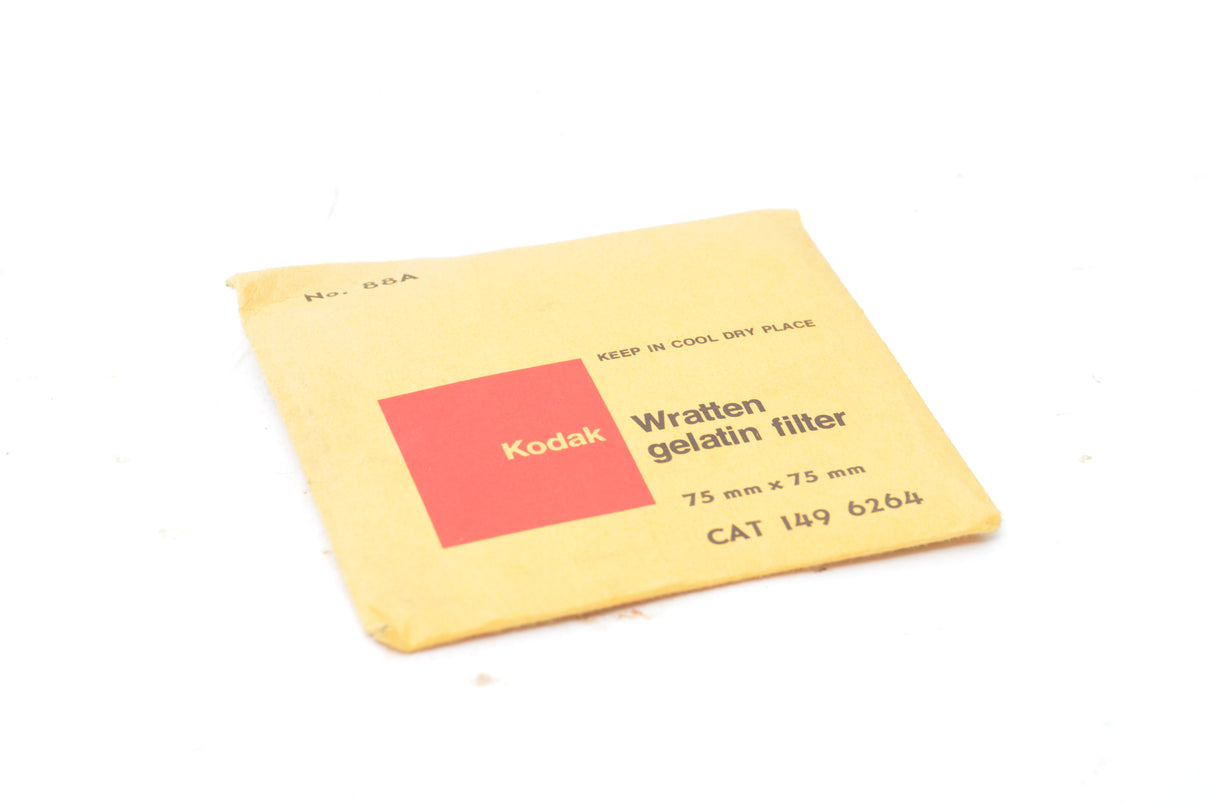 No. 88A
KEEP IN COOL DRY PLACE
Kodak
Wratten
gelatin filter
75 mm x 75 mm
CAT 149 6264